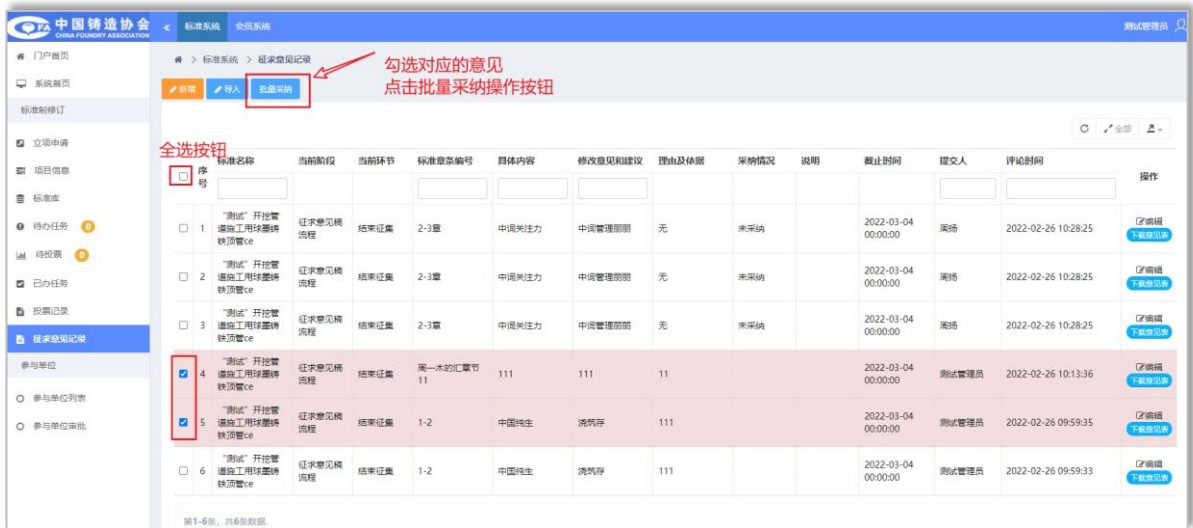 中国铸造协会
CHINA FOUNDRY ASSOCIATION
« 标准系统 会员系统 测试管理员
门户首页
系统首页
标准制修订
立项申请
项目信息
标准库
待办任务 0
待投票 0
已办任务
投票记录
征求意见记录
参与单位
参与单位列表
参与单位审批
> 标准系统 > 征求意见记录
勾选对应的意见
点击批量采纳操作按钮
新增 导入 批量采纳
全部
全选按钮
序号 标准名称 当前阶段 当前环节 标准章条编号 具体内容 修改意见和建议 理由及依据 采纳情况 说明 截止时间 提交人 评论时间 操作
1 “测试”开挖管道施工用球墨铸铁顶管ce 征求意见稿流程 结束征集 2-3章 中词关注力 中词管理丽丽 无 未采纳 2022-03-04 00:00:00 周扬 2022-02-26 10:28:25 编辑 下载意见表
2 “测试”开挖管道施工用球墨铸铁顶管ce 征求意见稿流程 结束征集 2-3章 中词关注力 中词管理丽丽 无 未采纳 2022-03-04 00:00:00 周扬 2022-02-26 10:28:25 编辑 下载意见表
3 “测试”开挖管道施工用球墨铸铁顶管ce 征求意见稿流程 结束征集 2-3章 中词关注力 中词管理丽丽 无 未采纳 2022-03-04 00:00:00 周扬 2022-02-26 10:28:25 编辑 下载意见表
4 “测试”开挖管道施工用球墨铸铁顶管ce 征求意见稿流程 结束征集 周一木的汇章节11 111 111 11 2022-03-04 00:00:00 测试管理员 2022-02-26 10:13:36 编辑 下载意见表
5 “测试”开挖管道施工用球墨铸铁顶管ce 征求意见稿流程 结束征集 1-2 中国纯生 浇筑存 111 2022-03-04 00:00:00 测试管理员 2022-02-26 09:59:35 编辑 下载意见表
6 “测试”开挖管道施工用球墨铸铁顶管ce 征求意见稿流程 结束征集 1-2 中国纯生 浇筑存 111 2022-03-04 00:00:00 测试管理员 2022-02-26 09:59:33 编辑 下载意见表
第1-6条，共6条数据.